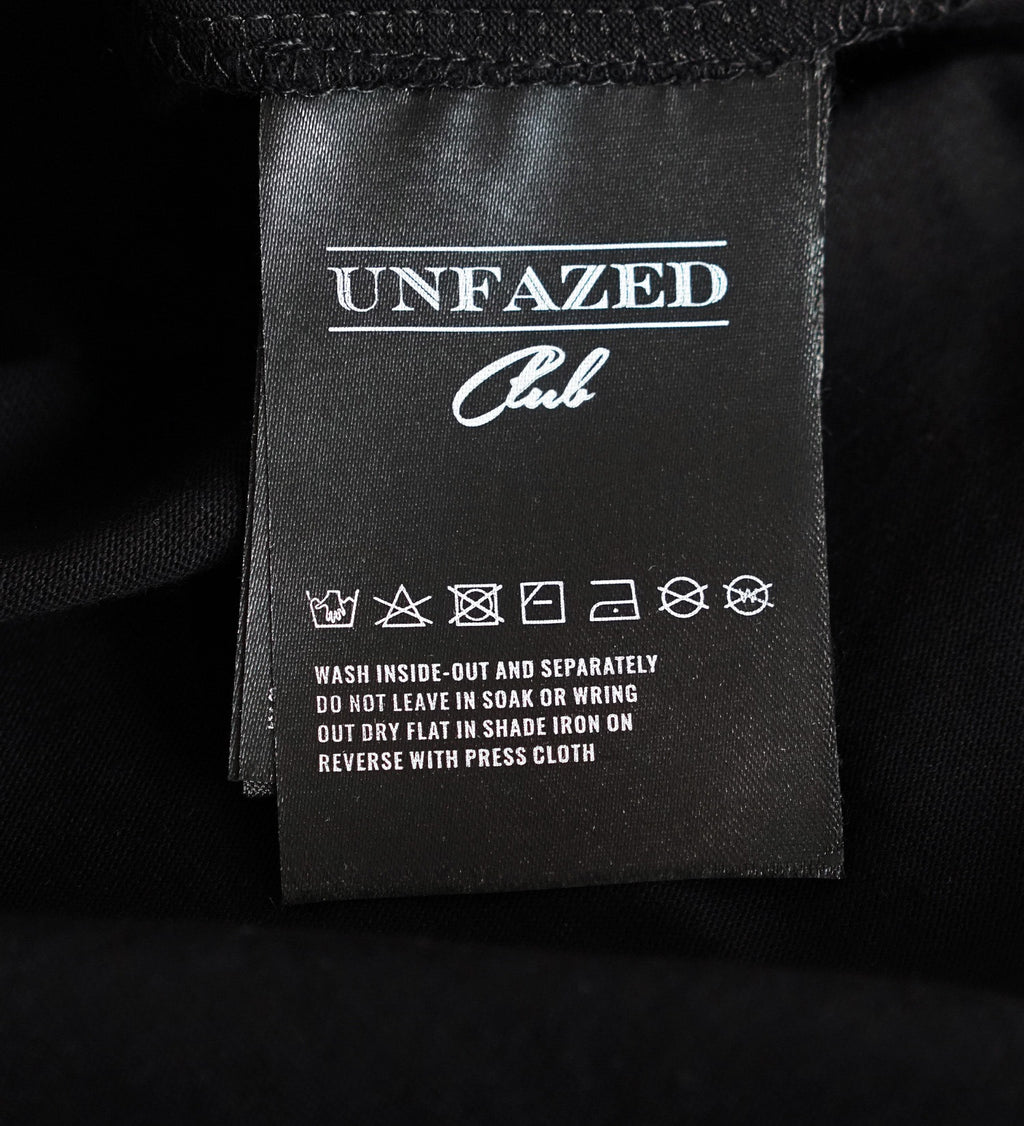 UNFAZED
Club
WASH INSIDE-OUT AND SEPARATELY
DO NOT LEAVE IN SOAK OR WRING
OUT DRY FLAT IN SHADE IRON ON
REVERSE WITH PRESS CLOTH